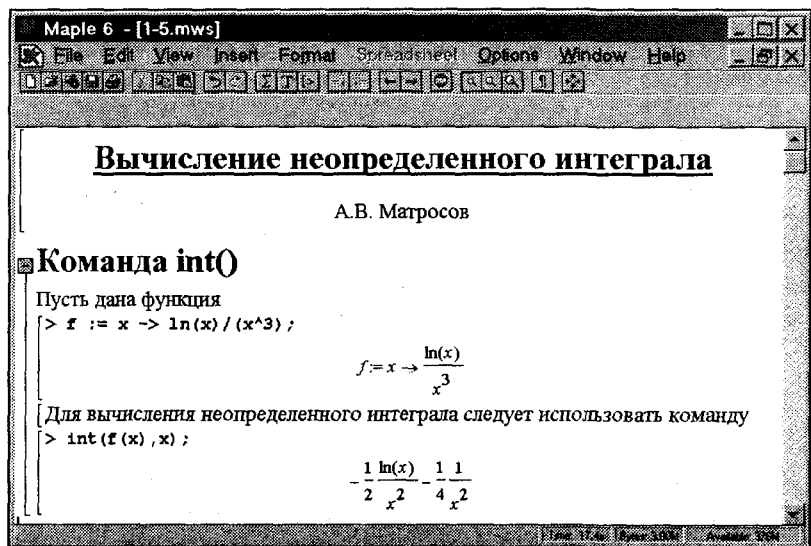 Maple 6 - [1-5.mws]
File Edit View Insert Format Spreadsheet Options Window Help
Вычисление неопределенного интеграла
А.В. Матросов
Команда int()
Пусть дана функция
> f := x -> ln(x)/(x^3);
f := x → ln(x)/x^3
Для вычисления неопределенного интеграла следует использовать команду
> int(f(x),x);
- 1/2 ln(x)/x^2 - 1/4 1/x^2